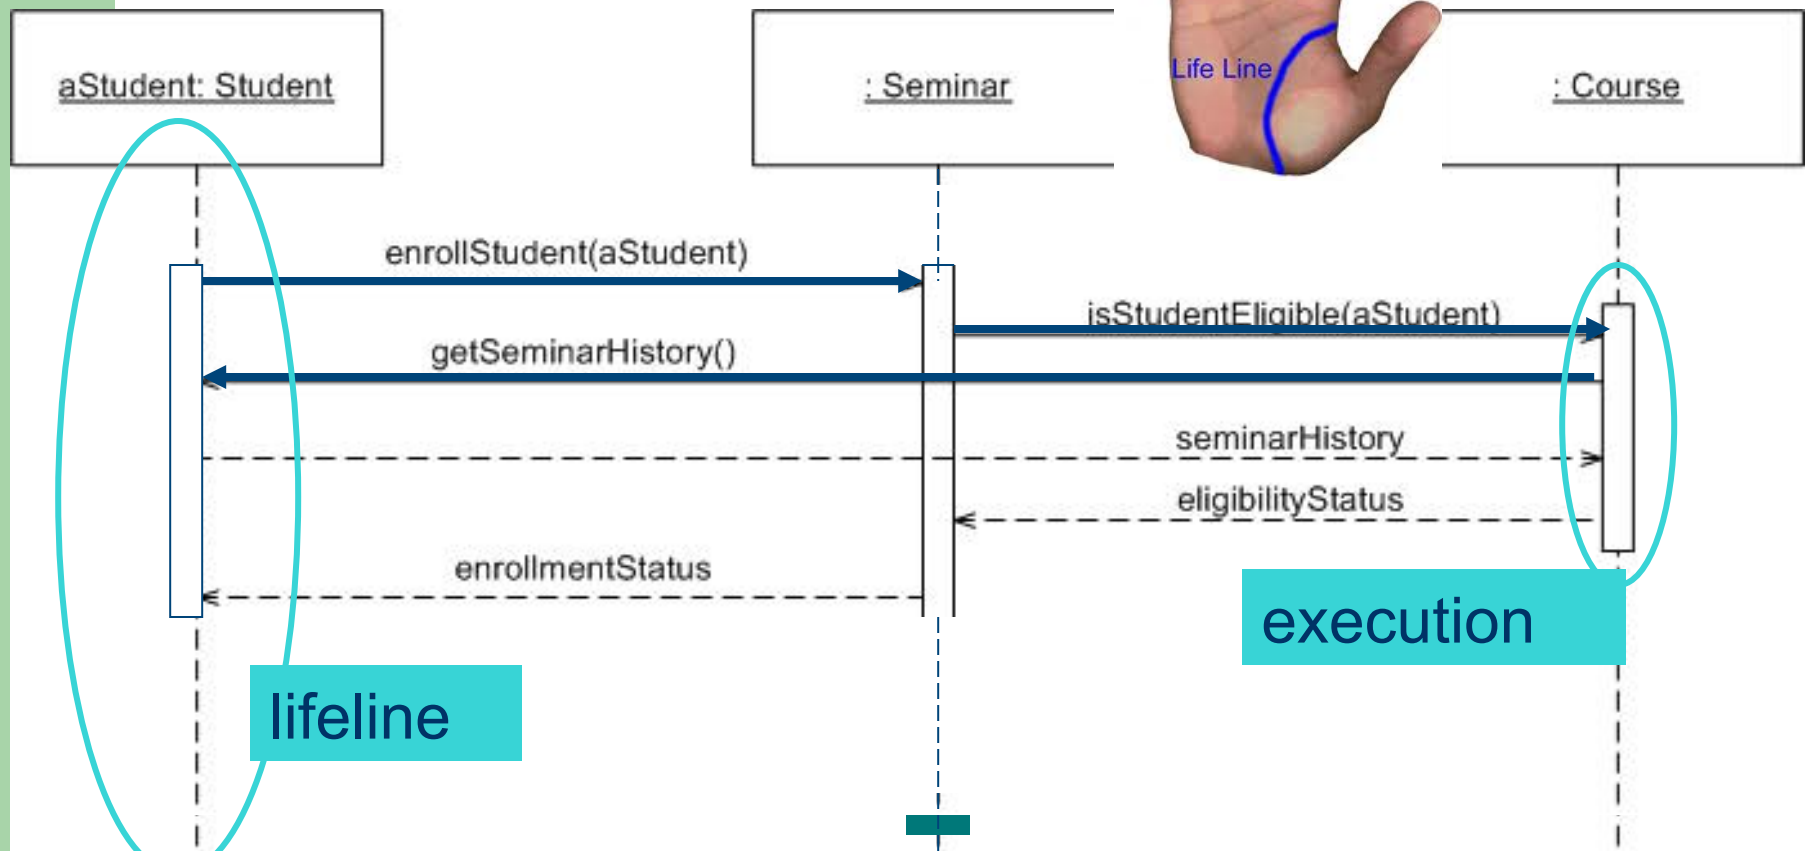 aStudent: Student
: Seminar
Life Line
: Course
enrollStudent(aStudent)
isStudentEligible(aStudent)
getSeminarHistory()
seminarHistory
eligibilityStatus
enrollmentStatus
execution
lifeline